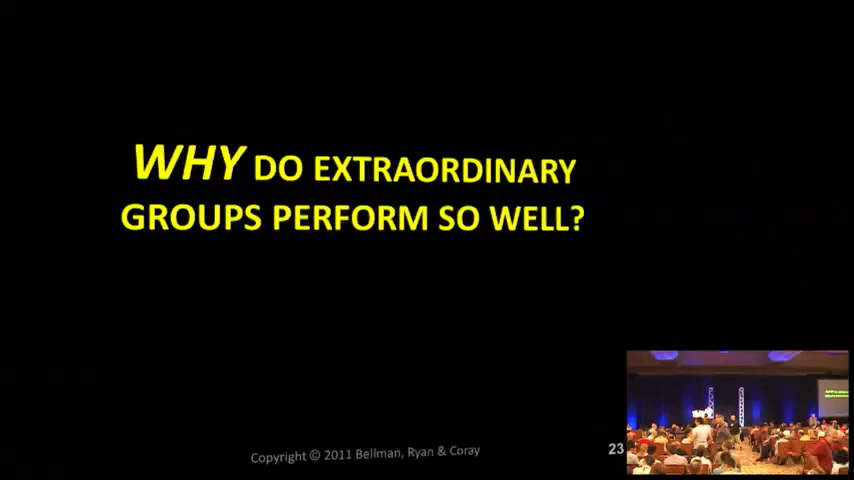 WHY DO EXTRAORDINARY
GROUPS PERFORM SO WELL?
Copyright © 2011 Bellman, Ryan & Coray
23